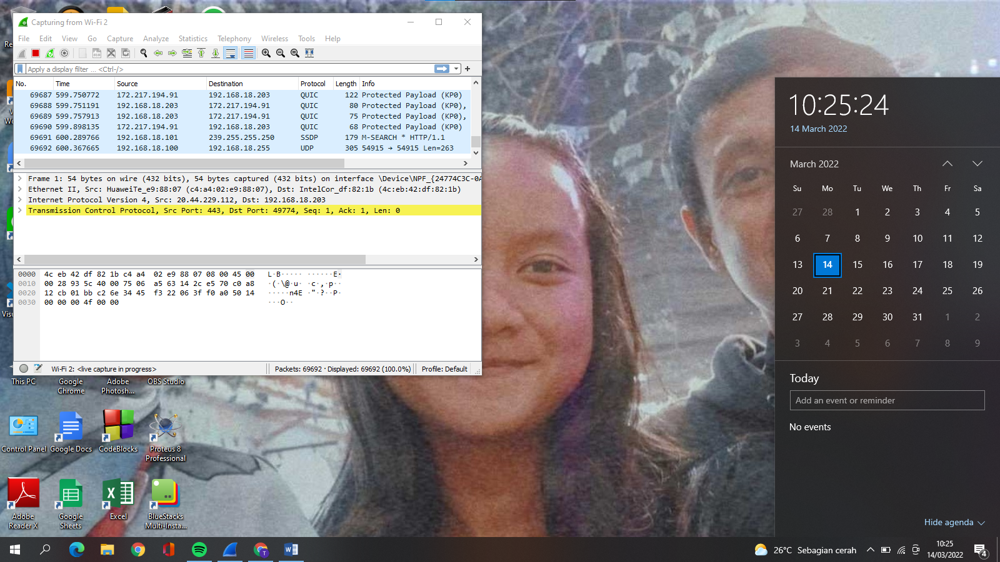 Capturing from Wi-Fi 2
File Edit View Go Capture Analyze Statistics Telephony Wireless Tools Help
Apply a display filter ... <Ctrl-/>
No. Time Source Destination Protocol Length Info
69687 599.750772 172.217.194.91 192.168.18.203 QUIC 122 Protected Payload (KP0)
69688 599.751191 192.168.18.203 172.217.194.91 QUIC 80 Protected Payload (KP0),
69689 599.757913 192.168.18.203 172.217.194.91 QUIC 75 Protected Payload (KP0),
69690 599.898135 172.217.194.91 192.168.18.203 QUIC 68 Protected Payload (KP0)
69691 600.289766 192.168.18.101 239.255.255.250 SSDP 179 M-SEARCH * HTTP/1.1
69692 600.367665 192.168.18.100 192.168.18.255 UDP 305 54915 → 54915 Len=263
Frame 1: 54 bytes on wire (432 bits), 54 bytes captured (432 bits) on interface \Device\NPF_{24774C3C-0A
Ethernet II, Src: HuaweiTe_e9:88:07 (c4:a4:02:e9:88:07), Dst: IntelCor_df:82:1b (4c:eb:42:df:82:1b)
Internet Protocol Version 4, Src: 20.44.229.112, Dst: 192.168.18.203
Transmission Control Protocol, Src Port: 443, Dst Port: 49774, Seq: 1, Ack: 1, Len: 0
0000 4c eb 42 df 82 1b c4 a4 02 e9 88 07 08 00 45 00 L·B····· ······E·
0010 00 28 93 5c 40 00 75 06 a5 63 14 2c e5 70 c0 a8 ·(·\@·u· ·c·,·p··
0020 12 cb 01 bb c2 6e 34 45 f3 22 06 3f f0 a0 50 14 ·····n4E ·"·?··P·
0030 00 00 00 4f 00 00 ···O··
Wi-Fi 2: <live capture in progress> Packets: 69692 · Displayed: 69692 (100.0%) Profile: Default
This PC
Google Chrome
Adobe Photosh...
OBS Studio
Control Panel
Google Docs
CodeBlocks
Proteus 8 Professional
Adobe Reader X
Google Sheets
Excel
BlueStacks Multi-Insta...
10:25:24
14 March 2022
March 2022
Su Mo Tu We Th Fr Sa
27 28 1 2 3 4 5
6 7 8 9 10 11 12
13 14 15 16 17 18 19
20 21 22 23 24 25 26
27 28 29 30 31 1 2
3 4 5 6 7 8 9
Today
Add an event or reminder
No events
Hide agenda
26°C Sebagian cerah
10:25
14/03/2022
4